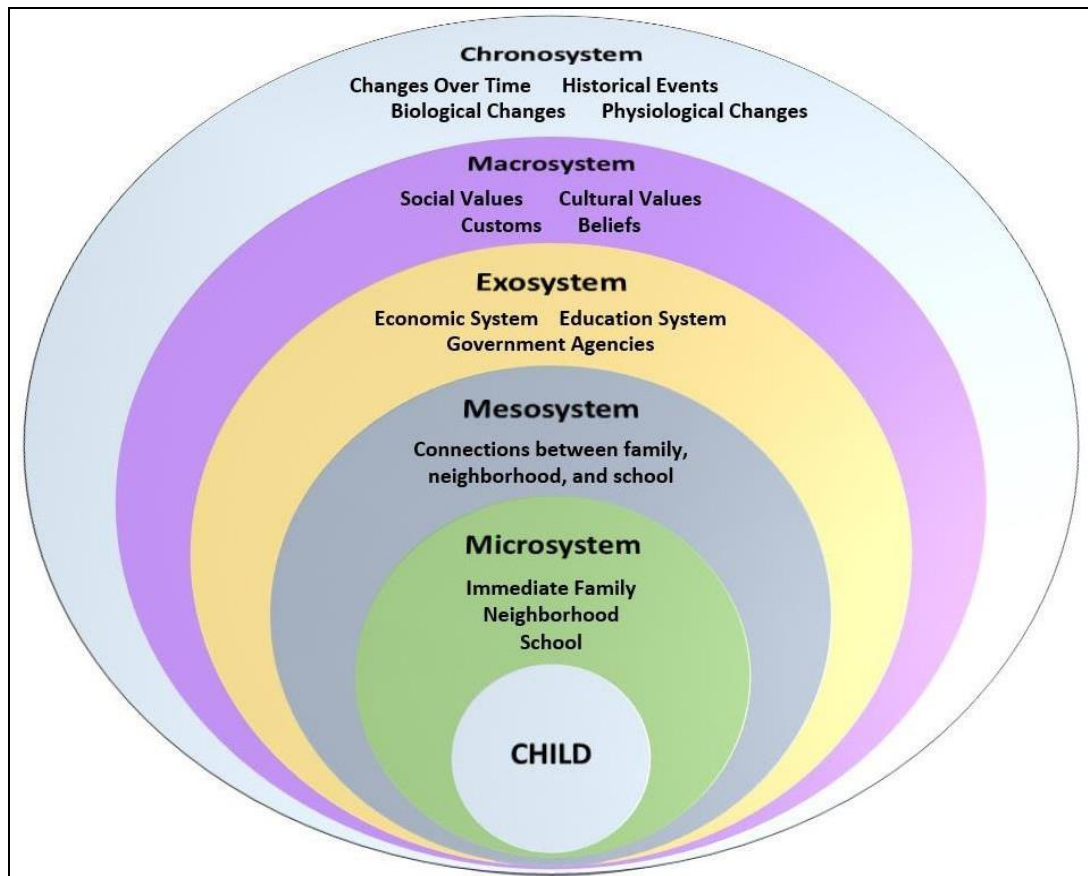 Chronosystem
Changes Over Time Historical Events
Biological Changes Physiological Changes
Macrosystem
Social Values Cultural Values
Customs Beliefs
Exosystem
Economic System Education System
Government Agencies
Mesosystem
Connections between family,
neighborhood, and school
Microsystem
Immediate Family
Neighborhood
School
CHILD